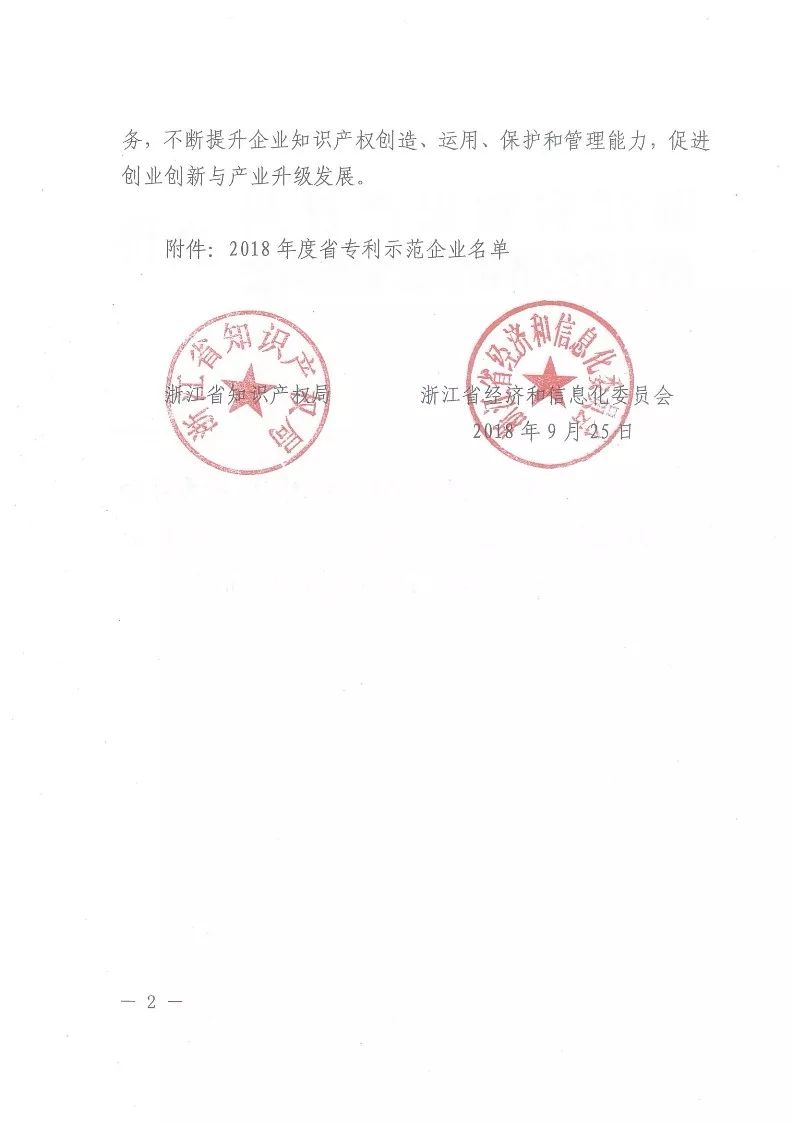 务，不断提升企业知识产权创造、运用、保护和管理能力，促进
创业创新与产业升级发展。
附件：2018年度省专利示范企业名单
浙江省知识产权局
浙江省知识产权局 浙江省经济和信息化委员会
浙江省经济和信息化委员会
2018年9月25日
— 2 —